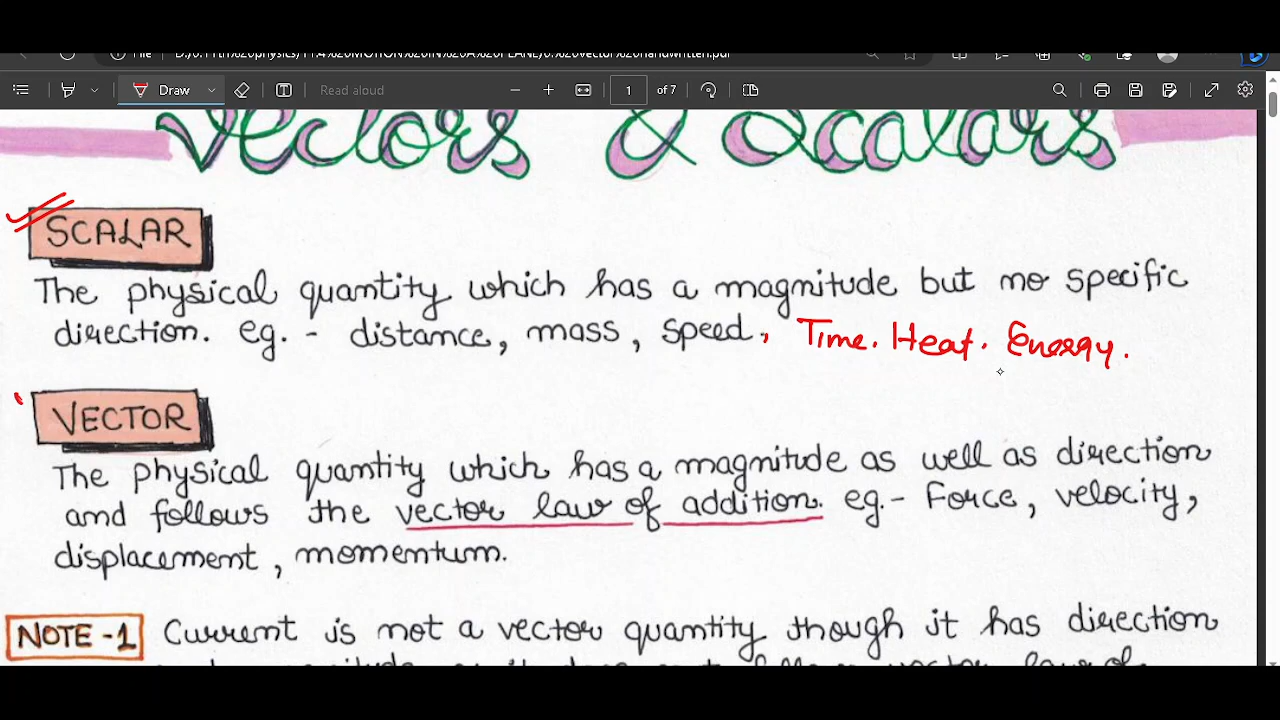 Draw
Read aloud
1 of 7
Vectors & Scalars
SCALAR
The physical quantity which has a magnitude but no specific
direction. eg. - distance, mass, speed, Time. Heat. Energy.
VECTOR
The physical quantity which has a magnitude as well as direction
and follows the vector law of addition. eg. - Force, velocity,
displacement, momentum.
NOTE -1 Current is not a vector quantity though it has direction